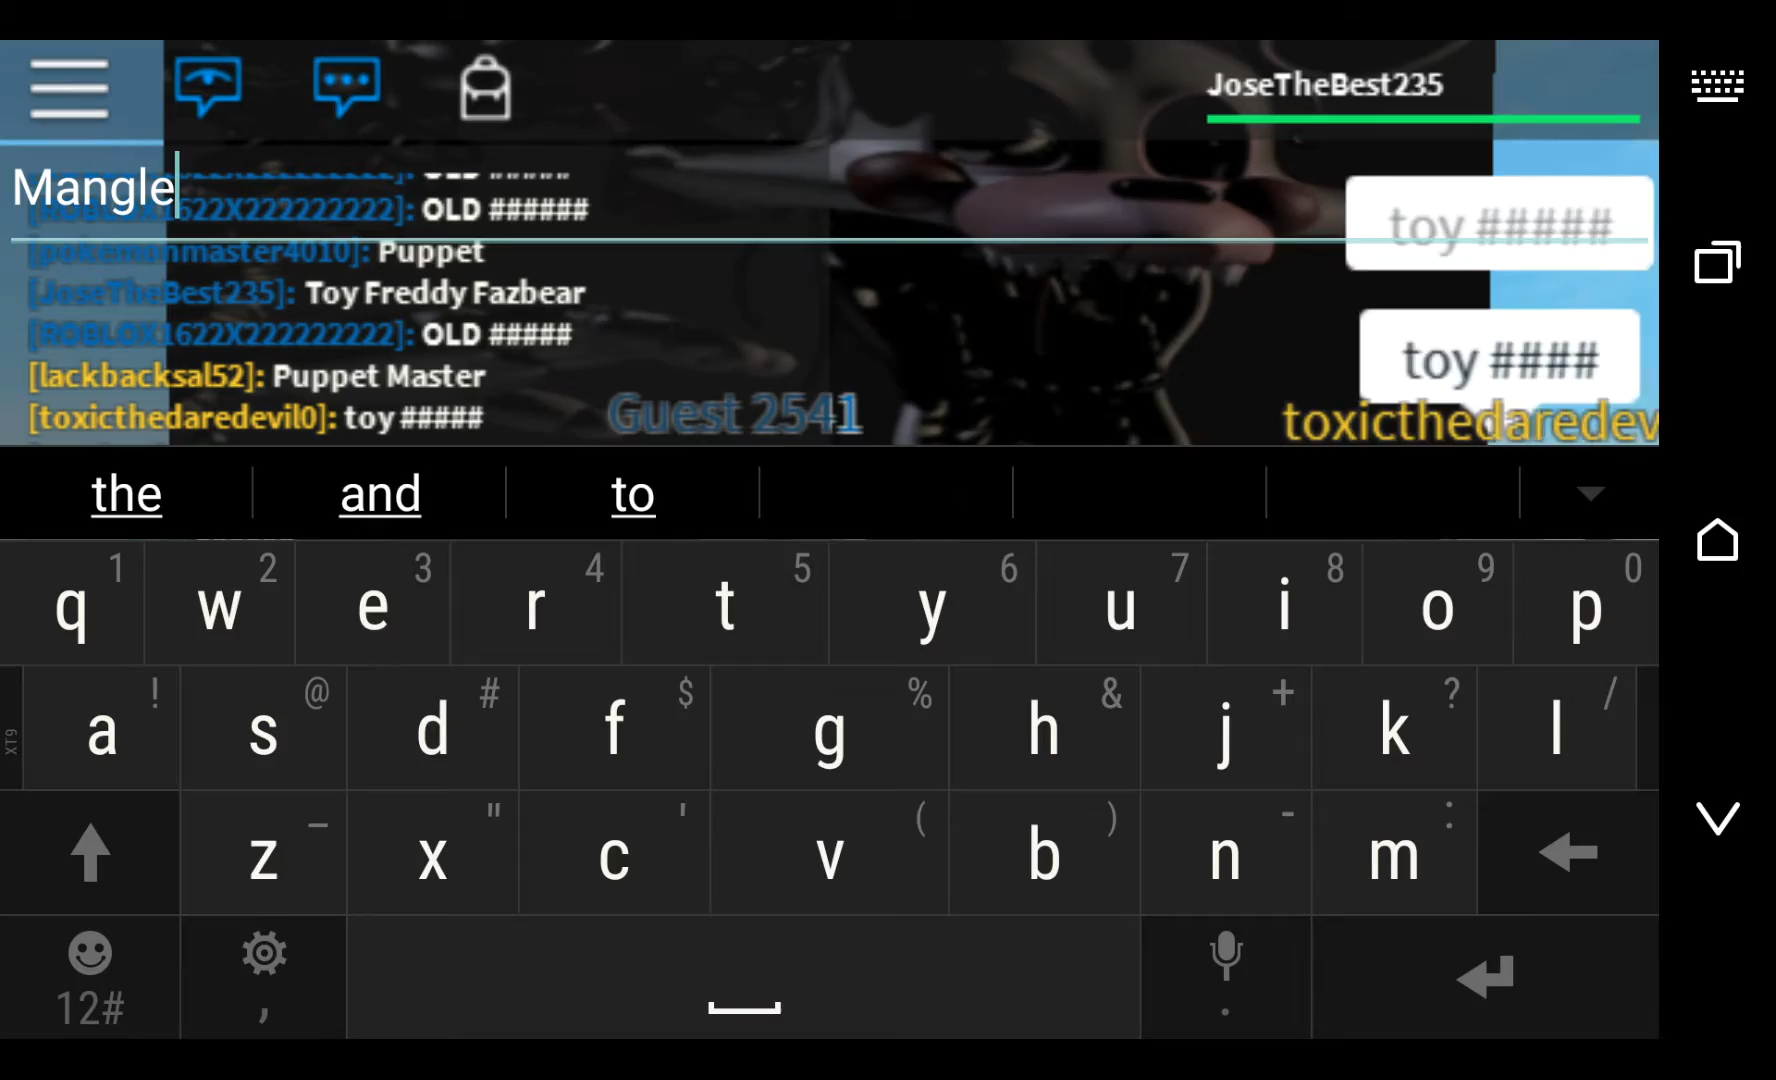 JoseTheBest235
Mangle
[ROBLOX1622X222222222]: OLD ######
[pokemonmaster4010]: Puppet
[JoseTheBest235]: Toy Freddy Fazbear
[ROBLOX1622X222222222]: OLD #####
[lackbacksal52]: Puppet Master
[toxicthedaredevil0]: toy #####
toy #####
toy ####
Guest 2541
toxicthedaredev
the and to
q 1 w 2 e 3 r 4 t 5 y 6 u 7 i 8 o 9 p 0
XT9 a ! s @ d # f $ g % h & j + k ? l /
z _ x " c ' v ( b ) n - m :
12# , .